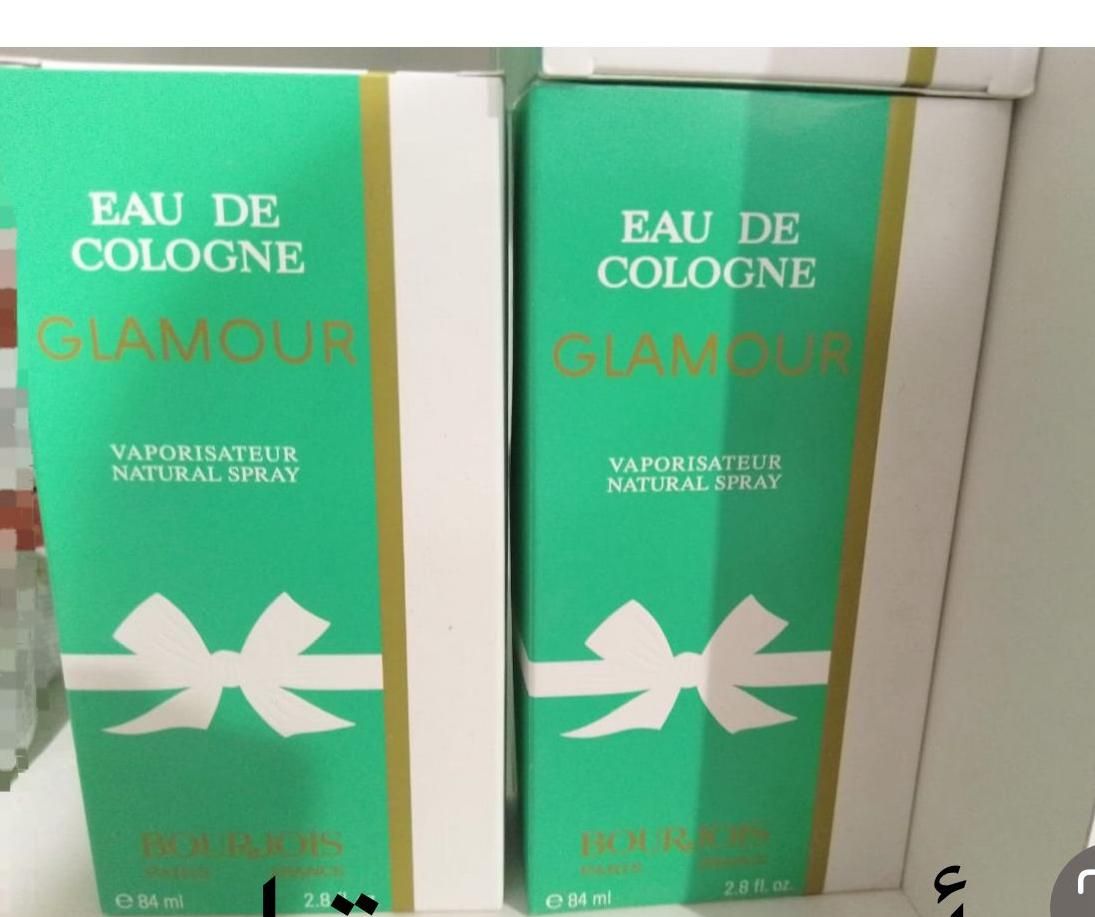 EAU DE
COLOGNE
GLAMOUR
VAPORISATEUR
NATURAL SPRAY
BOURJOIS
PARIS FRANCE
℮ 84 ml
EAU DE
COLOGNE
GLAMOUR
VAPORISATEUR
NATURAL SPRAY
BOURJOIS
PARIS FRANCE
℮ 84 ml 2.8 fl. oz.